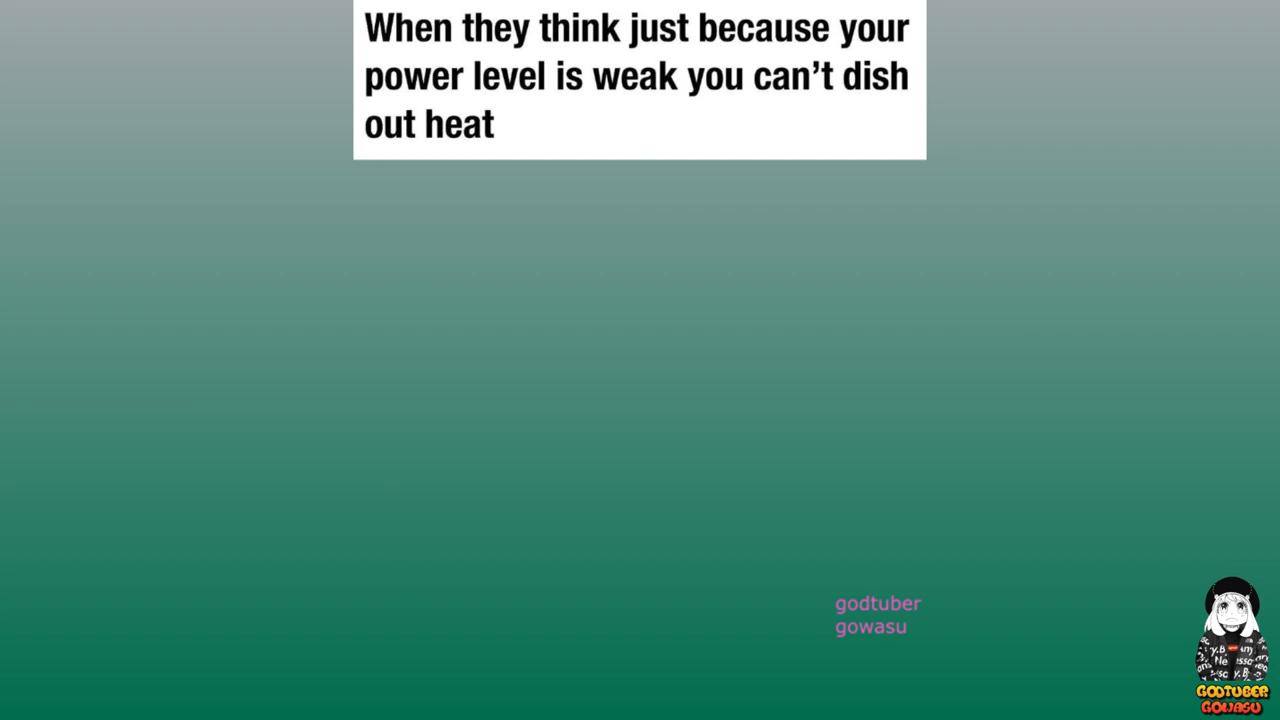 When they think just because your
power level is weak you can't dish
out heat
godtuber
gowasu
GODTUBER
GOWASU